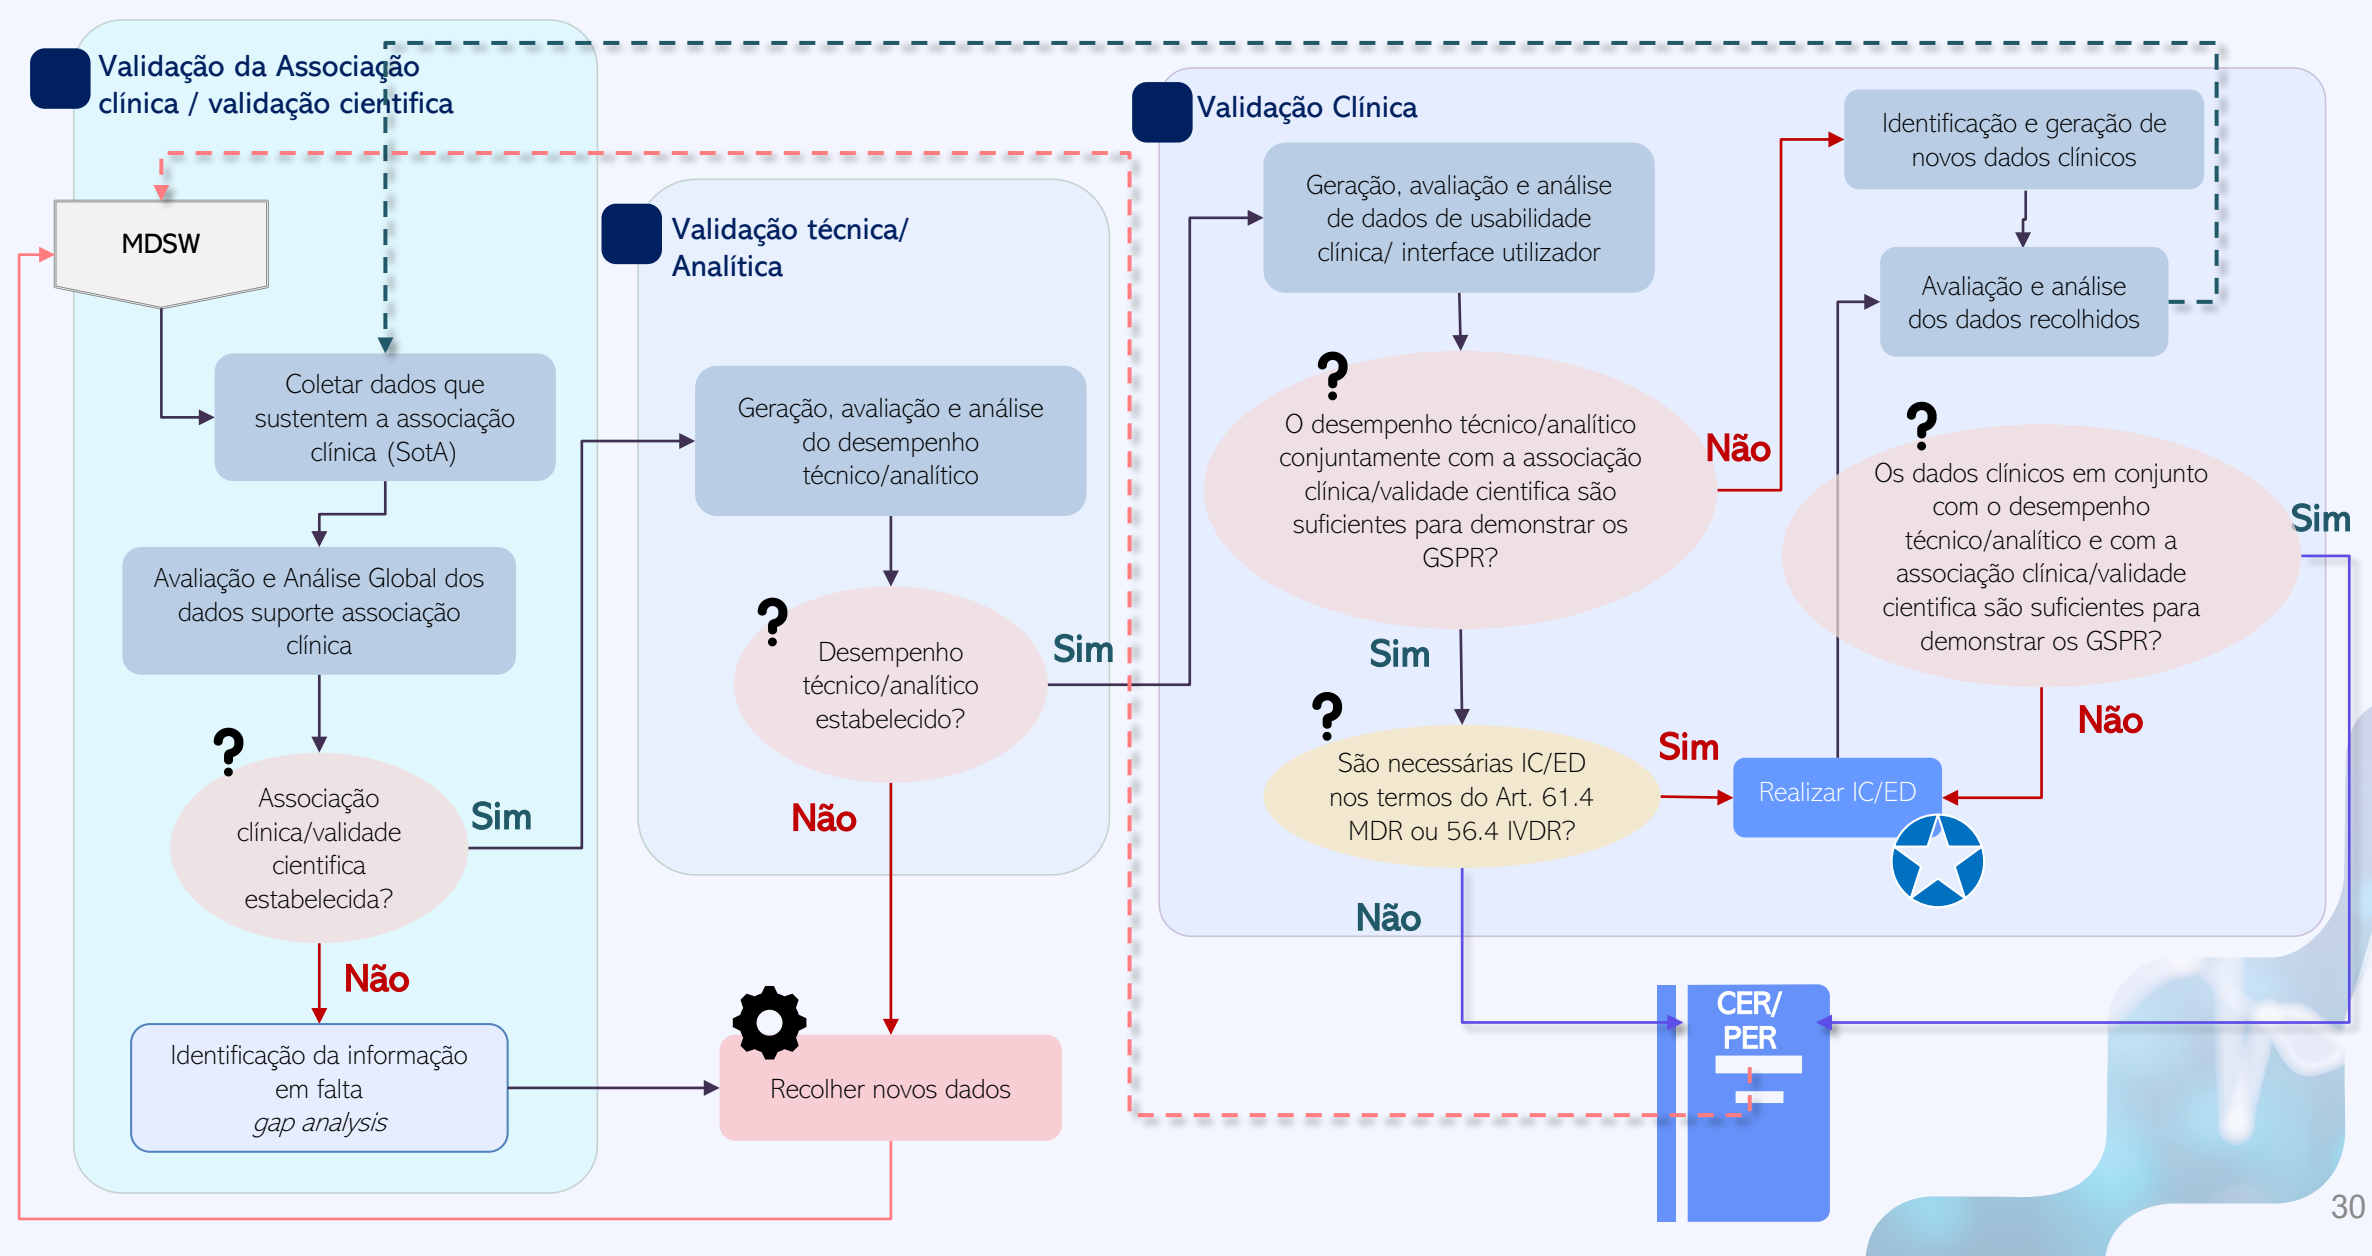 Validação da Associação
clínica / validação cientifica
MDSW
Coletar dados que
sustentem a associação
clínica (SotA)
Avaliação e Análise Global dos
dados suporte associação
clínica
?
Associação
clínica/validade
cientifica
estabelecida?
Sim
Não
Identificação da informação
em falta
gap analysis
Validação técnica/
Analítica
Geração, avaliação e análise
do desempenho
técnico/analítico
?
Desempenho
técnico/analítico
estabelecido?
Sim
Não
Recolher novos dados
Validação Clínica
Geração, avaliação e análise
de dados de usabilidade
clínica/ interface utilizador
?
O desempenho técnico/analítico
conjuntamente com a associação
clínica/validade cientifica são
suficientes para demonstrar os
GSPR?
Não
Sim
?
São necessárias IC/ED
nos termos do Art. 61.4
MDR ou 56.4 IVDR?
Sim
Não
Identificação e geração de
novos dados clínicos
Avaliação e análise
dos dados recolhidos
?
Os dados clínicos em conjunto
com o desempenho
técnico/analítico e com a
associação clínica/validade
cientifica são suficientes para
demonstrar os GSPR?
Sim
Não
Realizar IC/ED
CER/
PER
30